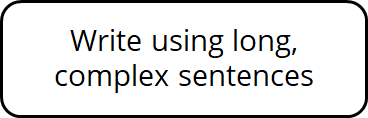 Write using long,
complex sentences